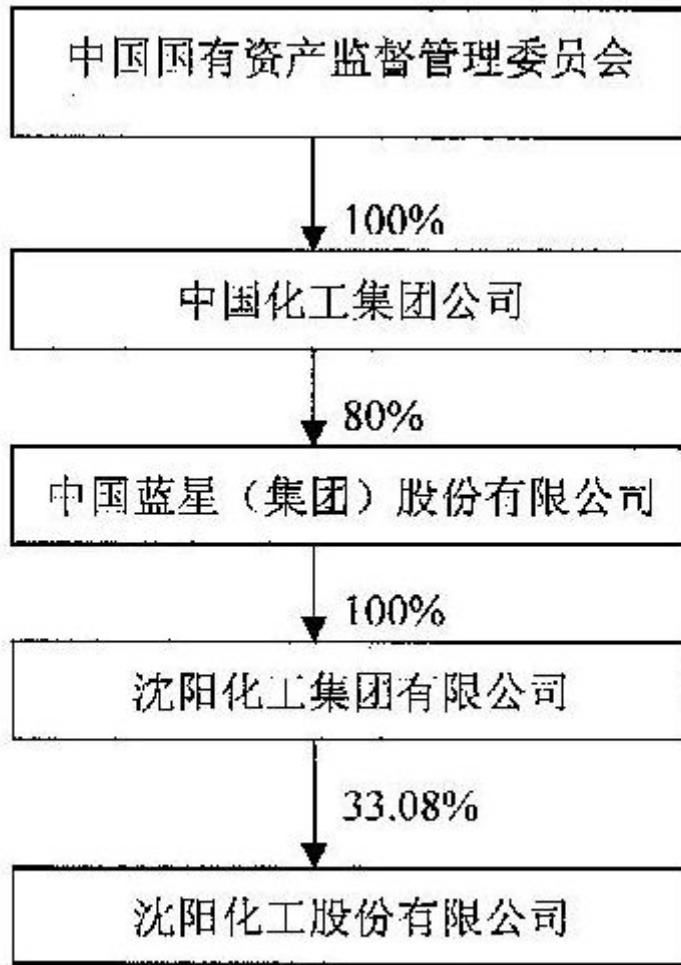 中国国有资产监督管理委员会
100%
中国化工集团公司
80%
中国蓝星（集团）股份有限公司
100%
沈阳化工集团有限公司
33.08%
沈阳化工股份有限公司